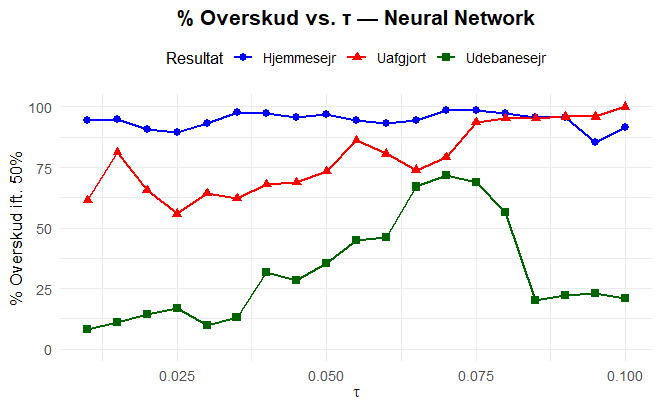 % Overskud vs. τ — Neural Network
Resultat Hjemmesejr Uafgjort Udebanesejr
% Overskud ift. 50%
100
75
50
25
0
0.025 0.050 0.075 0.100
τ